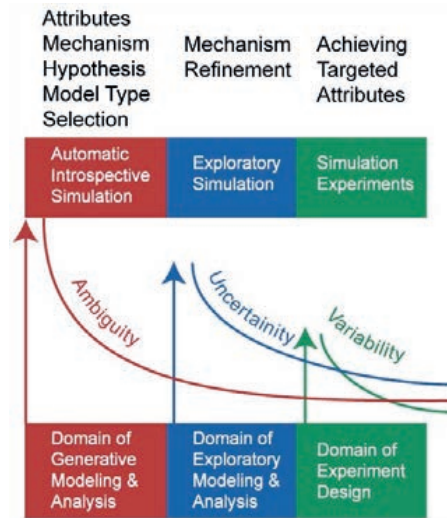 Attributes
Mechanism
Hypothesis
Model Type
Selection
Mechanism
Refinement
Achieving
Targeted
Attributes
Automatic
Introspective
Simulation
Exploratory
Simulation
Simulation
Experiments
Ambiguity
Uncertainity
Variability
Domain of
Generative
Modeling &
Analysis
Domain of
Exploratory
Modeling &
Analysis
Domain of
Experiment
Design